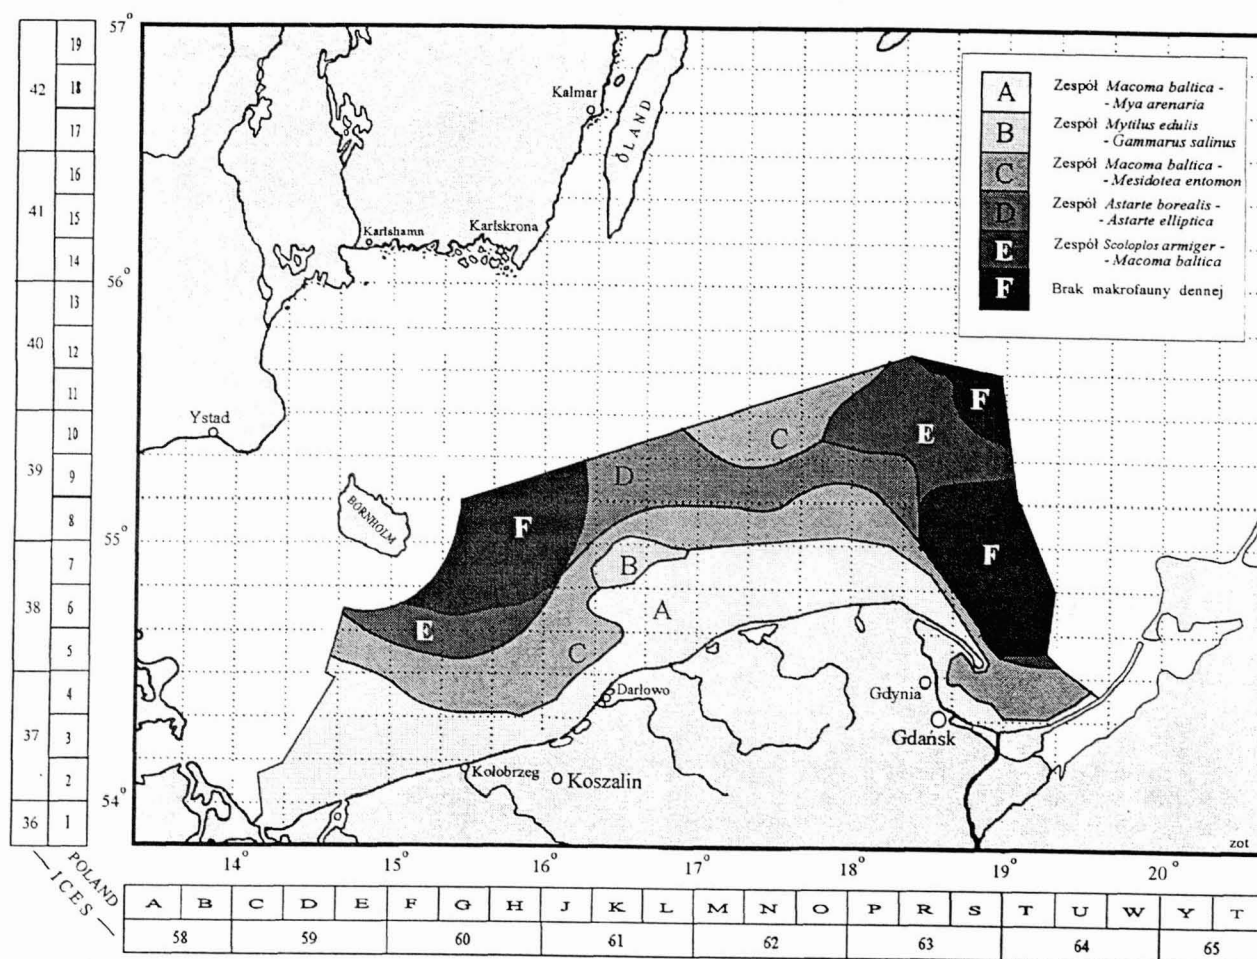 57°
19
18
42
17
16
41
15
14
56°
13
40
12
11
10
39
9
8
55°
7
38
6
5
4
37
3
2
54°
36
1
Kalmar
ÖLAND
Karlshamn
Karlskrona
Ystad
BORNHOLM
A
Zespół Macoma baltica -
- Mya arenaria
B
Zespół Mytilus edulis
- Gammarus salinus
C
Zespół Macoma baltica -
- Mesidotea entomon
D
Zespół Astarte borealis -
- Astarte elliptica
E
Zespół Scoloplos armiger -
- Macoma baltica
F
Brak makrofauny dennej
F
C
E
D
F
F
B
A
E
C
Darłowo
Gdynia
Gdańsk
Kołobrzeg
Koszalin
zot
14° 15° 16° 17° 18° 19° 20°
POLAND
ICES
A B C D E F G H J K L M N O P R S T U W Y T
58 59 60 61 62 63 64 65